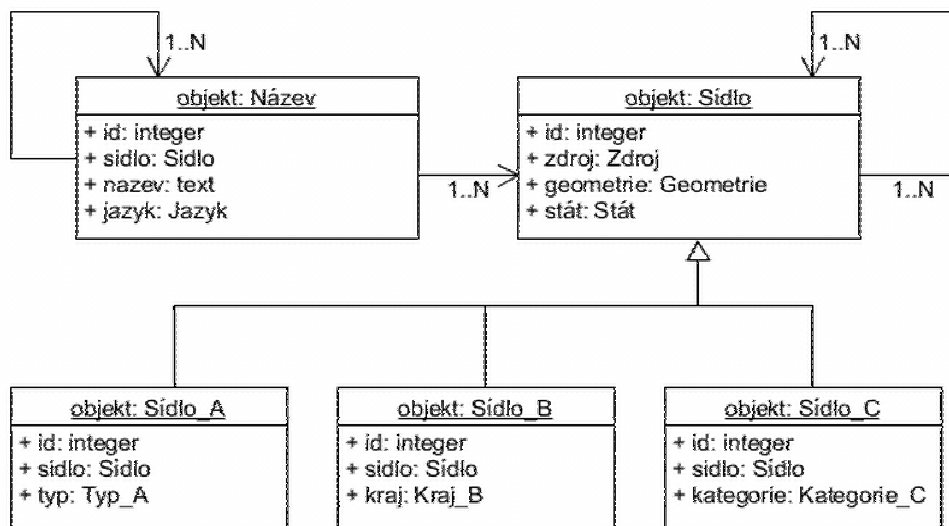 1..N
1..N
objekt: Název
objekt: Sídlo
+ id: integer
+ sidlo: Sidlo
+ nazev: text
+ jazyk: Jazyk
1..N
+ id: integer
+ zdroj: Zdroj
+ geometrie: Geometrie
+ stát: Stát
1..N
objekt: Sídlo_A
+ id: integer
+ sidlo: Sidlo
+ typ: Typ_A
objekt: Sídlo_B
+ id: integer
+ sidlo: Sídlo
+ kraj: Kraj_B
objekt: Sídlo_C
+ id: integer
+ sidlo: Sídlo
+ kategorie: Kategorie_C